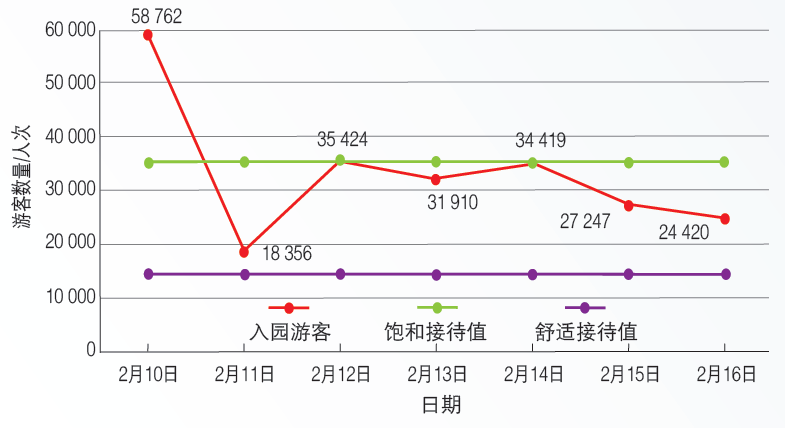 58 762
60 000
50 000
40 000
35 424
34 419
30 000
31 910
27 247
24 420
20 000
18 356
10 000
0
游客数量/人次
入园游客
饱和接待值
舒适接待值
2月10日
2月11日
2月12日
2月13日
2月14日
2月15日
2月16日
日期